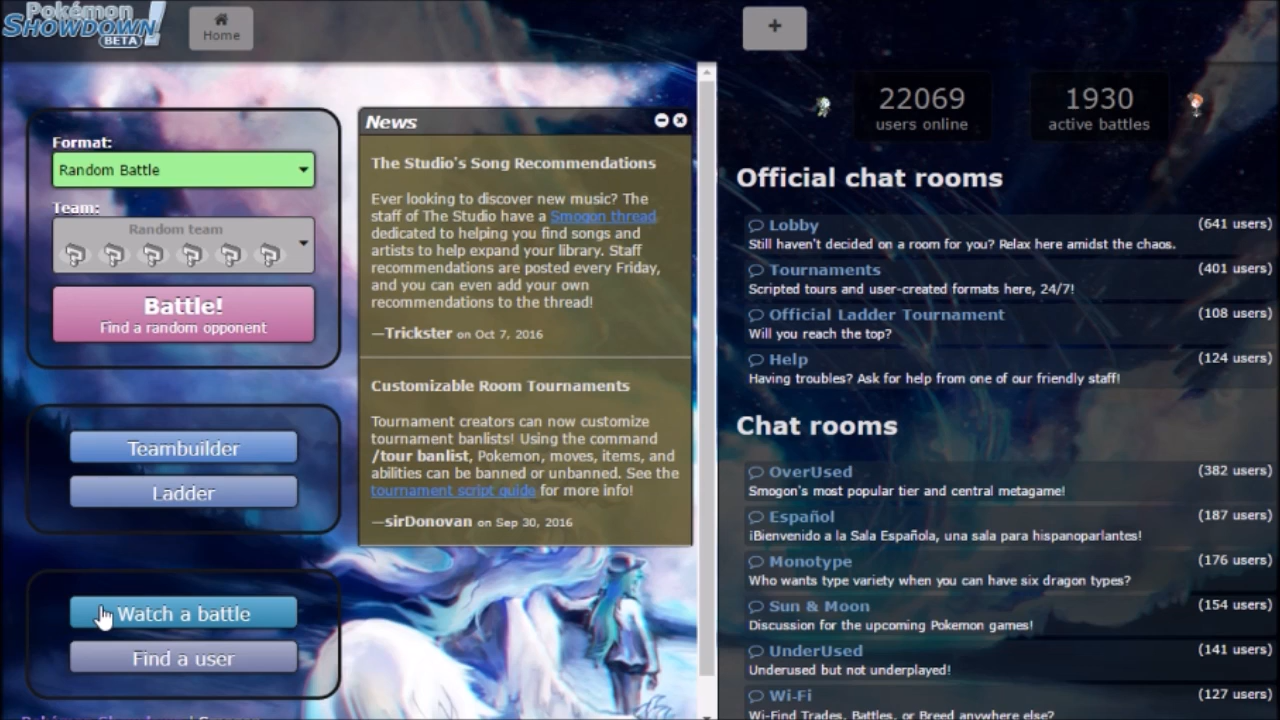 Pokémon
SHOWDOWN!
BETA
Home
+
Format:
Random Battle
Team:
Random team
Battle!
Find a random opponent
Teambuilder
Ladder
Watch a battle
Find a user
News
The Studio's Song Recommendations
Ever looking to discover new music? The
staff of The Studio have a Smogon thread
dedicated to helping you find songs and
artists to help expand your library. Staff
recommendations are posted every Friday,
and you can even add your own
recommendations to the thread!
—Trickster on Oct 7, 2016
Customizable Room Tournaments
Tournament creators can now customize
tournament banlists! Using the command
/tour banlist, Pokemon, moves, items, and
abilities can be banned or unbanned. See the
tournament script guide for more info!
—sirDonovan on Sep 30, 2016
22069
users online
1930
active battles
Official chat rooms
Lobby (641 users)
Still haven't decided on a room for you? Relax here amidst the chaos.
Tournaments (401 users)
Scripted tours and user-created formats here, 24/7!
Official Ladder Tournament (108 users)
Will you reach the top?
Help (124 users)
Having troubles? Ask for help from one of our friendly staff!
Chat rooms
OverUsed (382 users)
Smogon's most popular tier and central metagame!
Español (187 users)
¡Bienvenido a la Sala Española, una sala para hispanoparlantes!
Monotype (176 users)
Who wants type variety when you can have six dragon types?
Sun & Moon (154 users)
Discussion for the upcoming Pokemon games!
UnderUsed (141 users)
Underused but not underplayed!
Wi-Fi (127 users)
Wi-Find Trades, Battles, or Breed anywhere else?